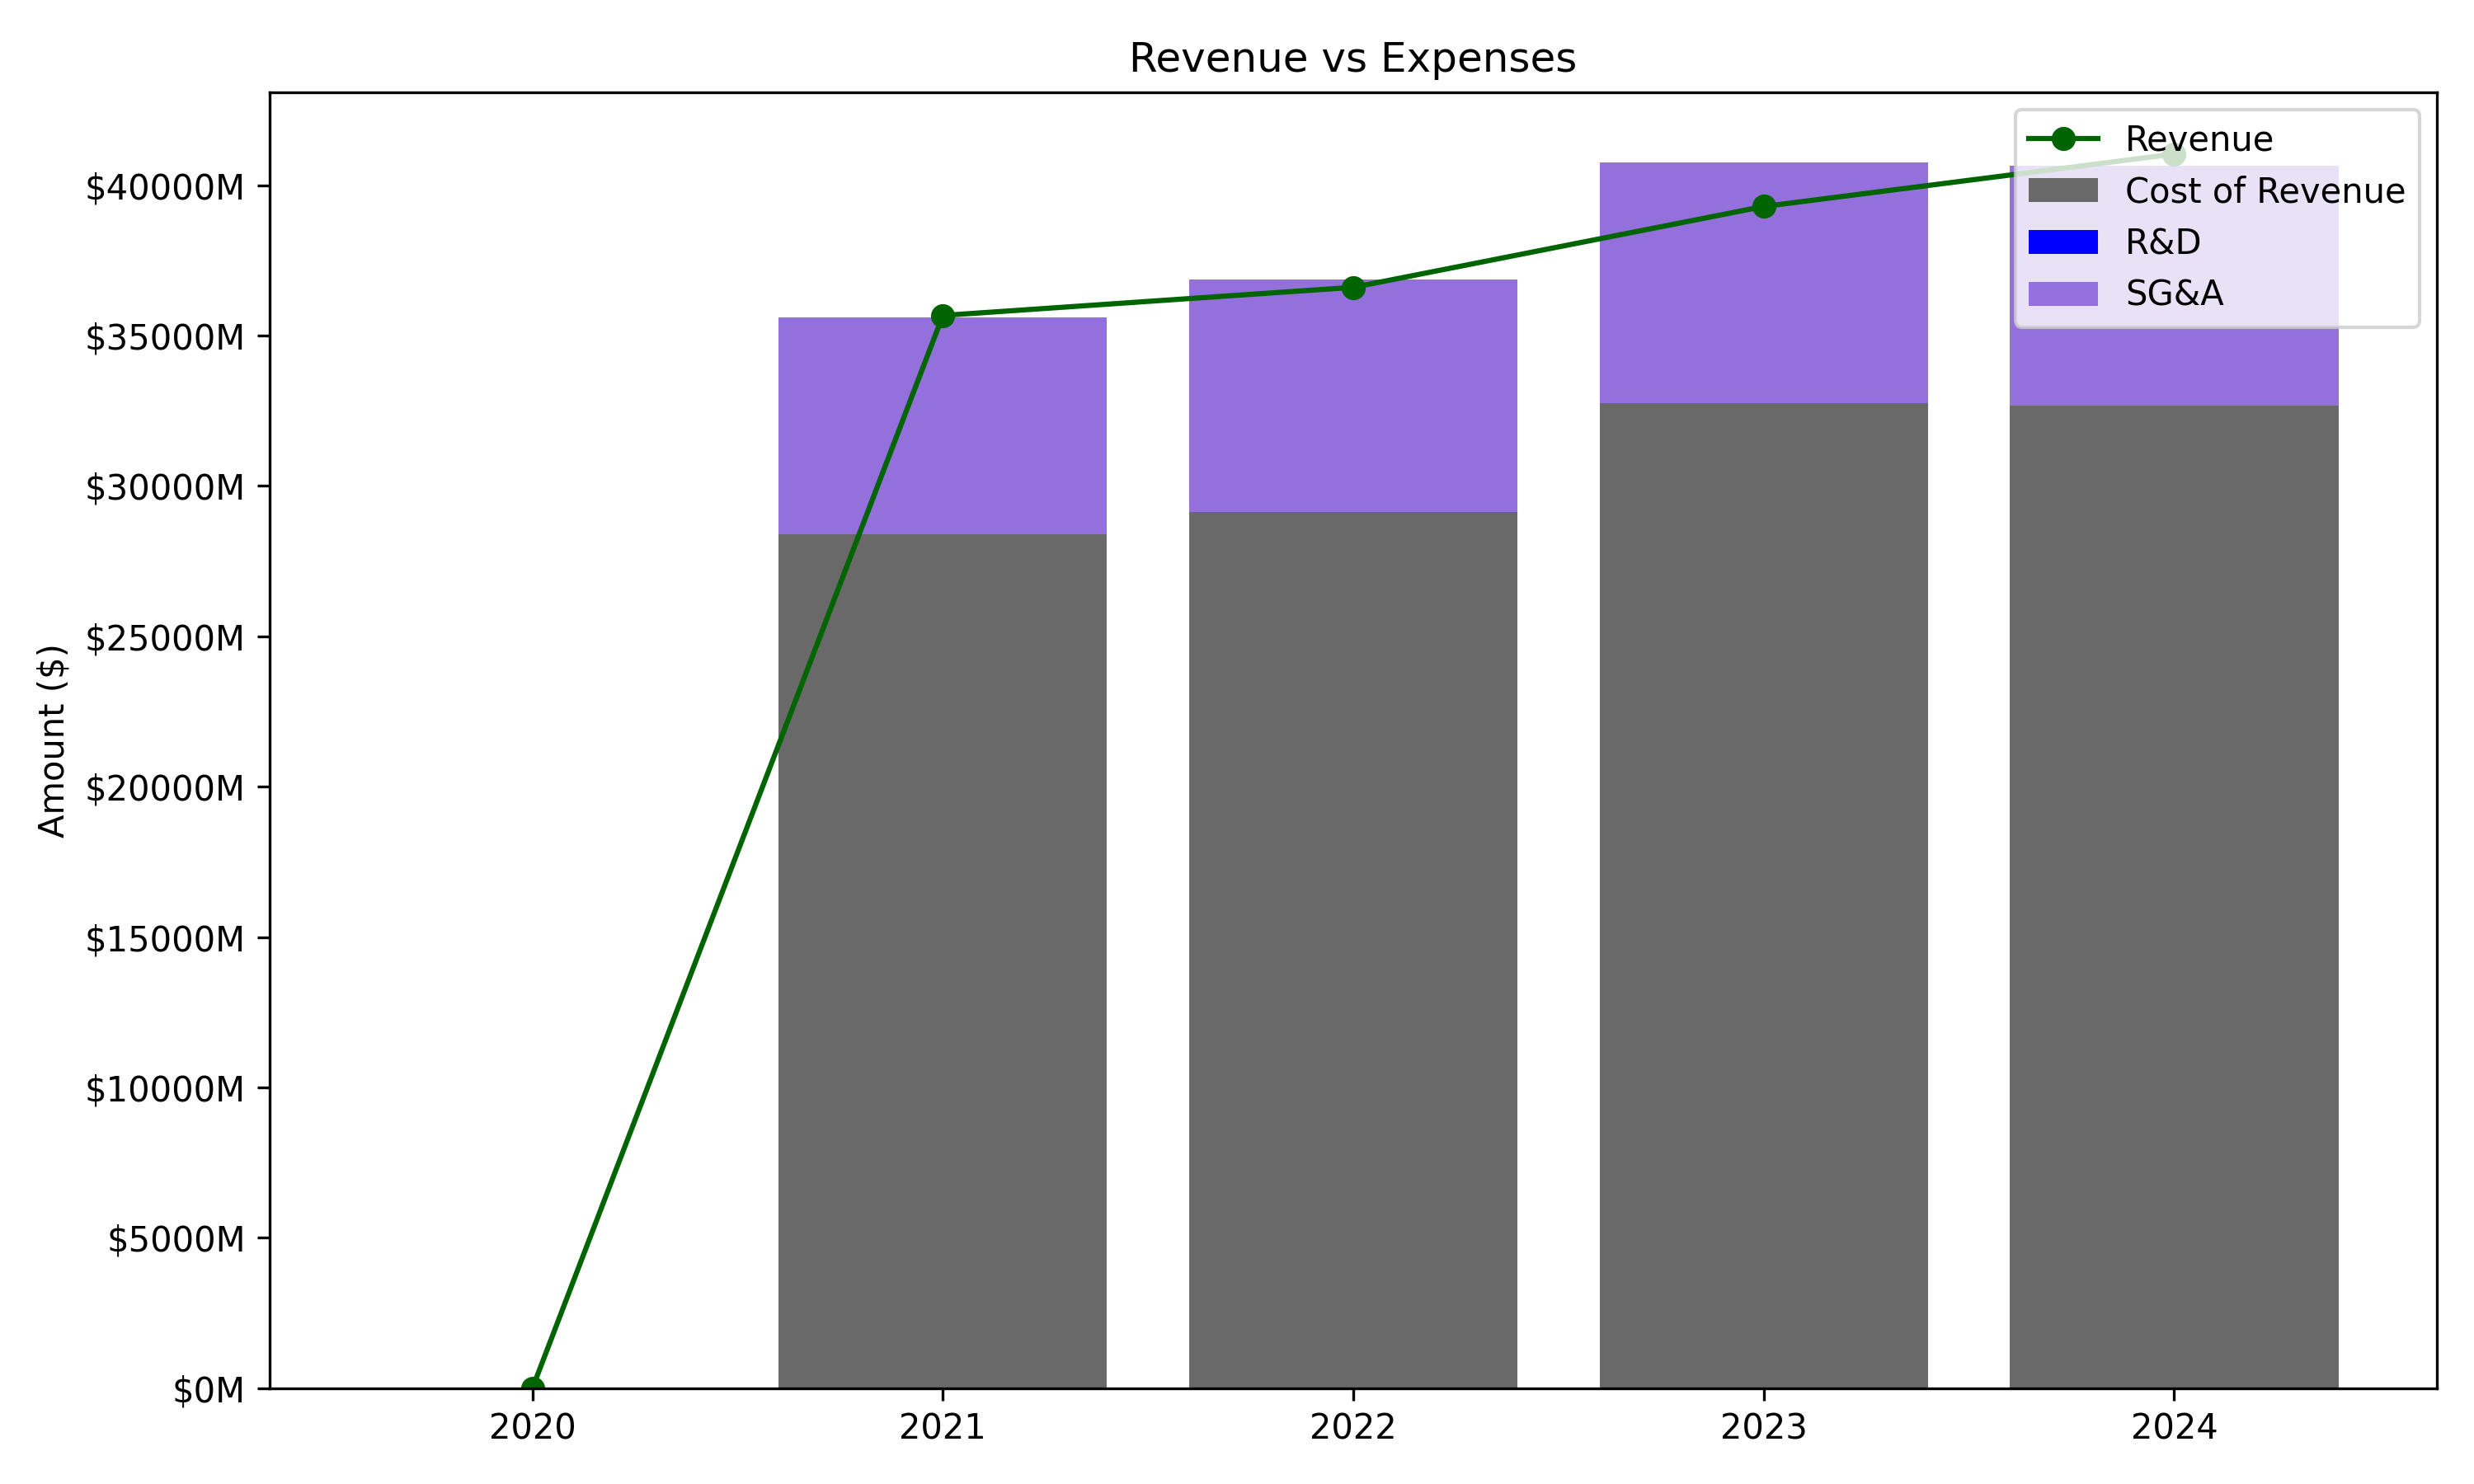 Revenue vs Expenses
Revenue
Cost of Revenue
R&D
SG&A
Amount ($)
$40000M
$35000M
$30000M
$25000M
$20000M
$15000M
$10000M
$5000M
$0M
2020 2021 2022 2023 2024